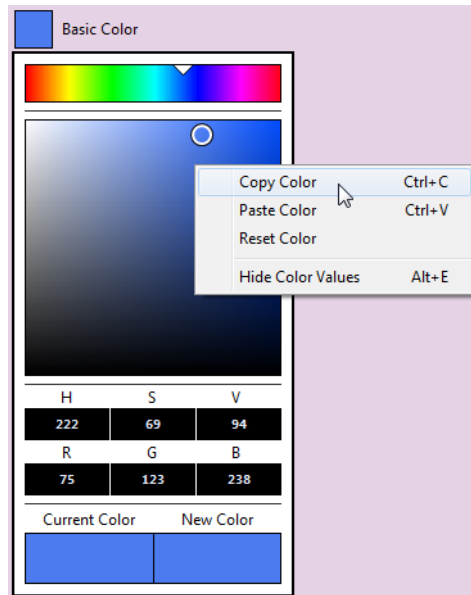 Basic Color
Copy Color Ctrl+C
Paste Color Ctrl+V
Reset Color
Hide Color Values Alt+E
H S V
222 69 94
R G B
75 123 238
Current Color New Color